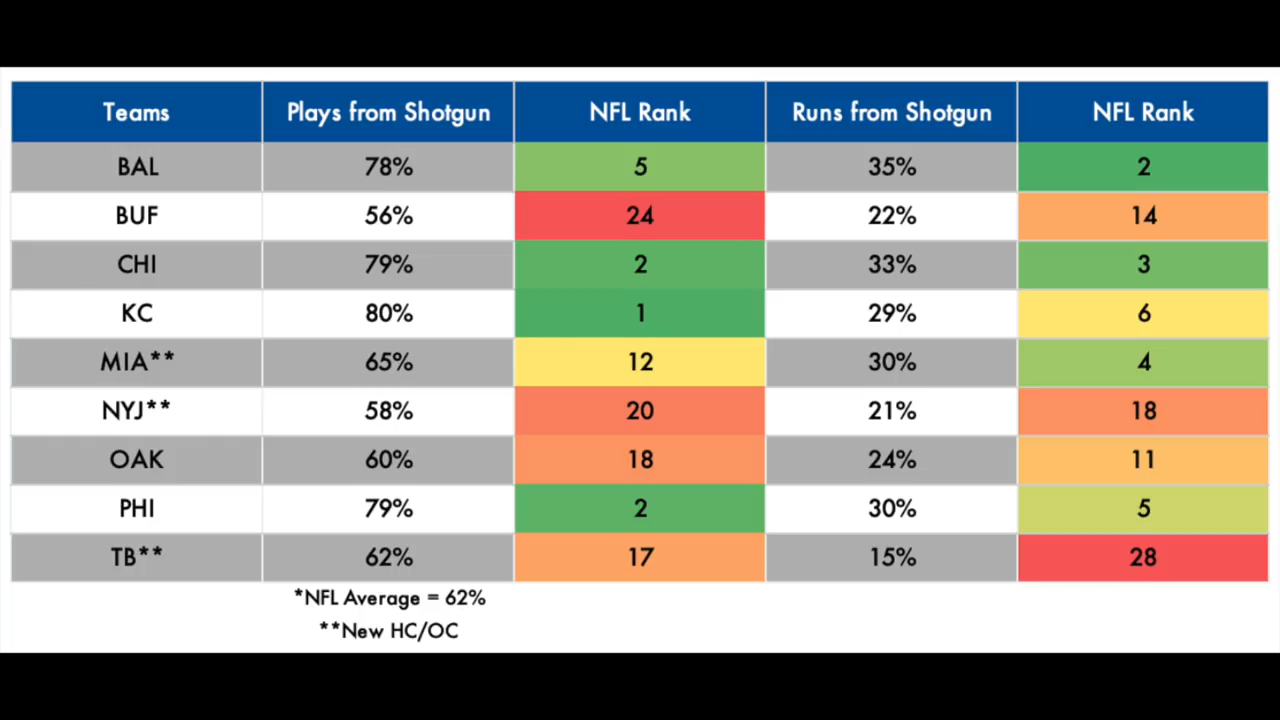 Teams Plays from Shotgun NFL Rank Runs from Shotgun NFL Rank
BAL 78% 5 35% 2
BUF 56% 24 22% 14
CHI 79% 2 33% 3
KC 80% 1 29% 6
MIA** 65% 12 30% 4
NYJ** 58% 20 21% 18
OAK 60% 18 24% 11
PHI 79% 2 30% 5
TB** 62% 17 15% 28
*NFL Average = 62%
**New HC/OC